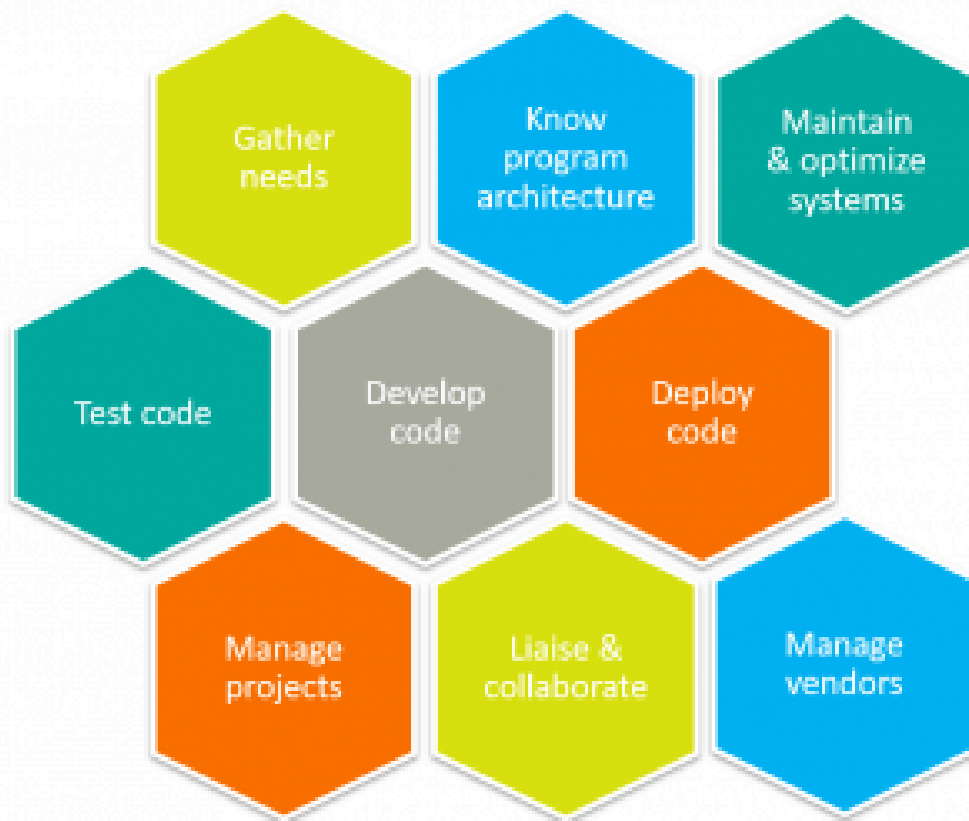 Gather
needs
Know
program
architecture
Maintain
& optimize
systems
Test code
Develop
code
Deploy
code
Manage
projects
Liaise &
collaborate
Manage
vendors